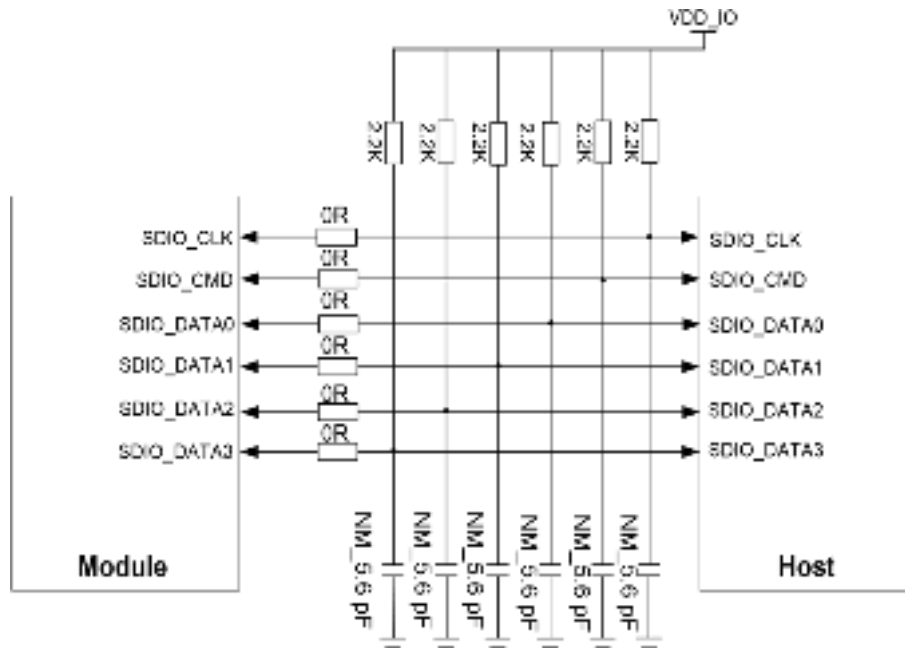 VDD_IO
2.2K
2.2K
2.2K
2.2K
2.2K
2.2K
0R
SDIO_CLK
SDIO_CLK
0R
SDIO_CMD
SDIO_CMD
0R
SDIO_DATA0
SDIO_DATA0
0R
SDIO_DATA1
SDIO_DATA1
0R
SDIO_DATA2
SDIO_DATA2
0R
SDIO_DATA3
SDIO_DATA3
NM_5.6 pF
NM_5.6 pF
NM_5.6 pF
NM_5.6 pF
NM_5.6 pF
NM_5.6 pF
Module
Host